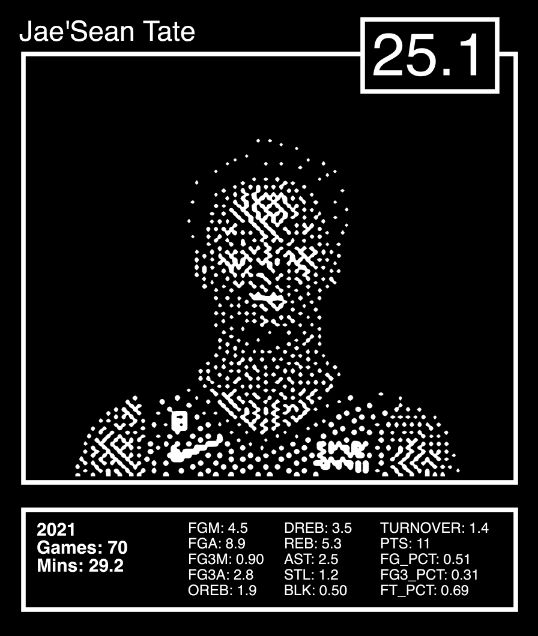 Jae'Sean Tate
25.1
2021
Games: 70
Mins: 29.2
FGM: 4.5
FGA: 8.9
FG3M: 0.90
FG3A: 2.8
OREB: 1.9
DREB: 3.5
REB: 5.3
AST: 2.5
STL: 1.2
BLK: 0.50
TURNOVER: 1.4
PTS: 11
FG_PCT: 0.51
FG3_PCT: 0.31
FT_PCT: 0.69